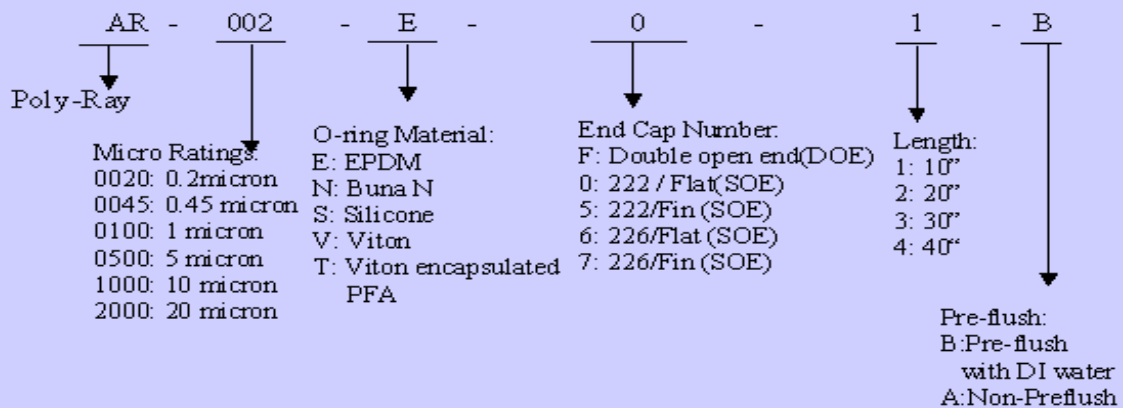 AR - 002 - E - 0 - 1 - B
Poly-Ray
Micro Ratings:
0020: 0.2micron
0045: 0.45 micron
0100: 1 micron
0500: 5 micron
1000: 10 micron
2000: 20 micron
O-ring Material:
E: EPDM
N: Buna N
S: Silicone
V: Viton
T: Viton encapsulated
PFA
End Cap Number:
F: Double open end(DOE)
0: 222 / Flat(SOE)
5: 222/Fin (SOE)
6: 226/Flat (SOE)
7: 226/Fin (SOE)
Length:
1: 10”
2: 20”
3: 30”
4: 40“
Pre-flush:
B:Pre-flush
with DI water
A:Non-Preflush